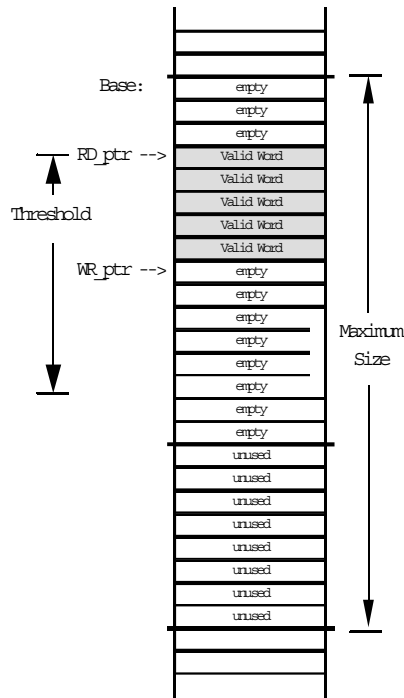 Base: empty
empty
empty
RD_ptr --> Valid Word
Valid Word
Threshold Valid Word
Valid Word
Valid Word
WR_ptr --> empty
empty
empty
empty
Maximum
Size
empty
empty
empty
empty
unused
unused
unused
unused
unused
unused
unused
unused